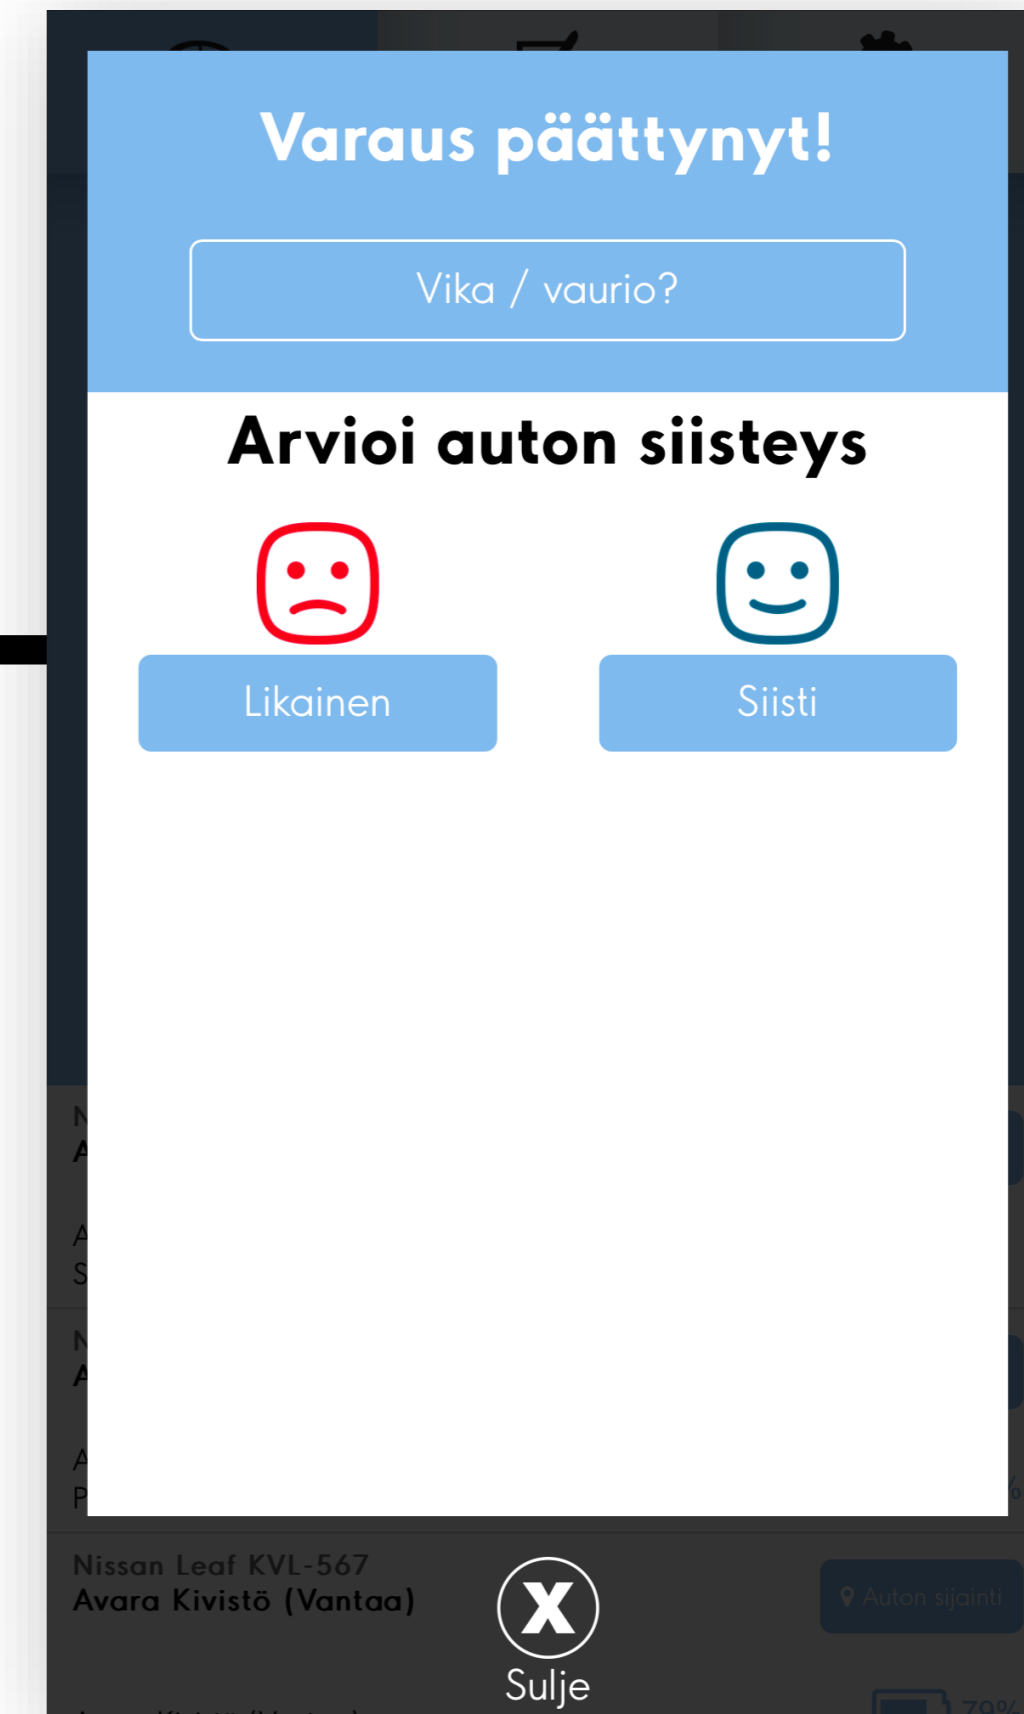 Varaus päättynyt!
Vika / vaurio?
Arvioi auton siisteys
Likainen
Siisti
Nissan Leaf KVL-567
Avara Kivistö (Vantaa)
Auton sijainti
X
Sulje
79%